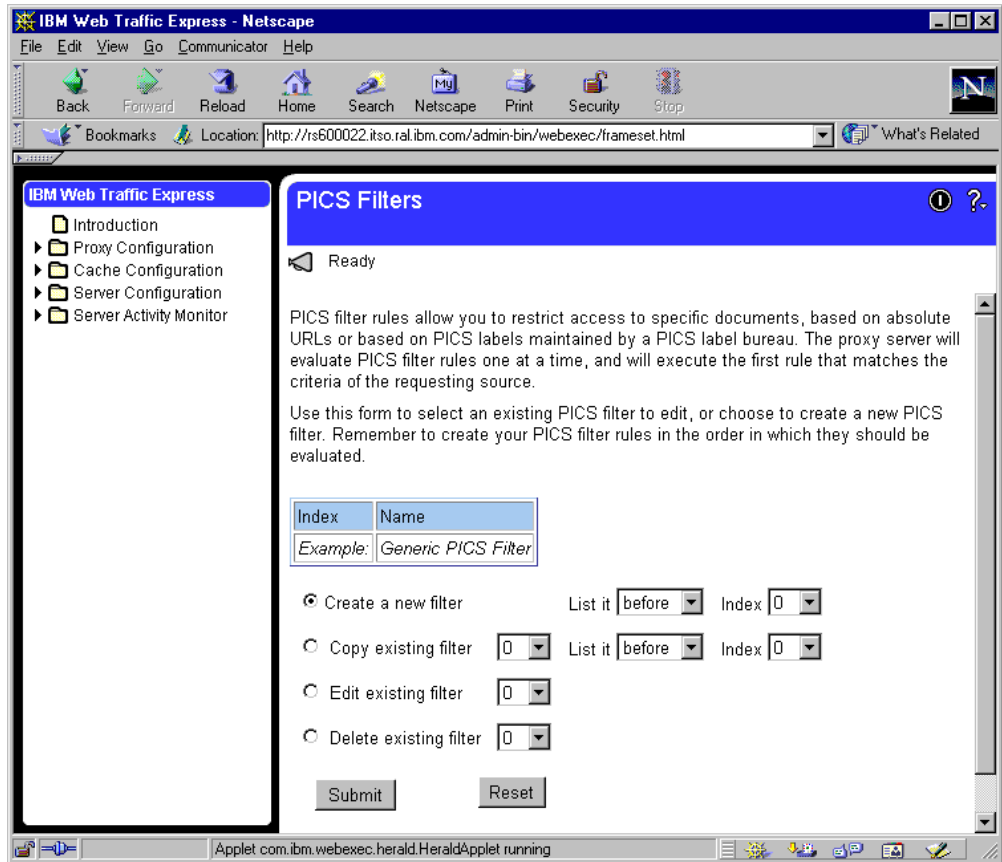 IBM Web Traffic Express - Netscape
File Edit View Go Communicator Help
My
N
Back Forward Reload Home Search Netscape Print Security Stop
Bookmarks Location: http://rs600022.itso.ral.ibm.com/admin-bin/webexec/frameset.html What's Related
IBM Web Traffic Express
Introduction
Proxy Configuration
Cache Configuration
Server Configuration
Server Activity Monitor
PICS Filters ?
Ready
PICS filter rules allow you to restrict access to specific documents, based on absolute
URLs or based on PICS labels maintained by a PICS label bureau. The proxy server will
evaluate PICS filter rules one at a time, and will execute the first rule that matches the
criteria of the requesting source.
Use this form to select an existing PICS filter to edit, or choose to create a new PICS
filter. Remember to create your PICS filter rules in the order in which they should be
evaluated.
Index Name
Example: Generic PICS Filter
Create a new filter List it before Index 0
Copy existing filter 0 List it before Index 0
Edit existing filter 0
Delete existing filter 0
Submit Reset
Applet com.ibm.webexec.herald.HeraldApplet running